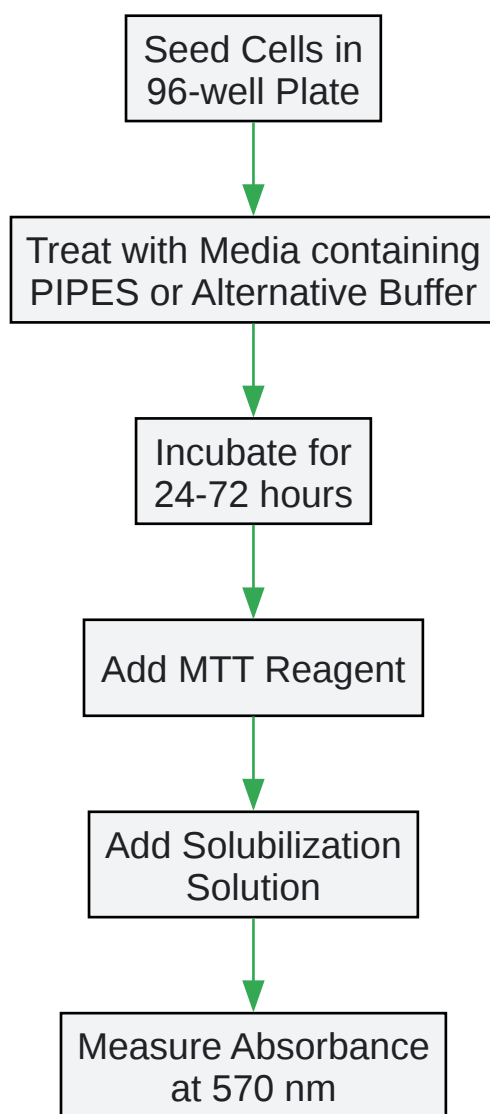 Seed Cells in
96-well Plate
Treat with Media containing
PIPES or Alternative Buffer
Incubate for
24-72 hours
Add MTT Reagent
Add Solubilization
Solution
Measure Absorbance
at 570 nm